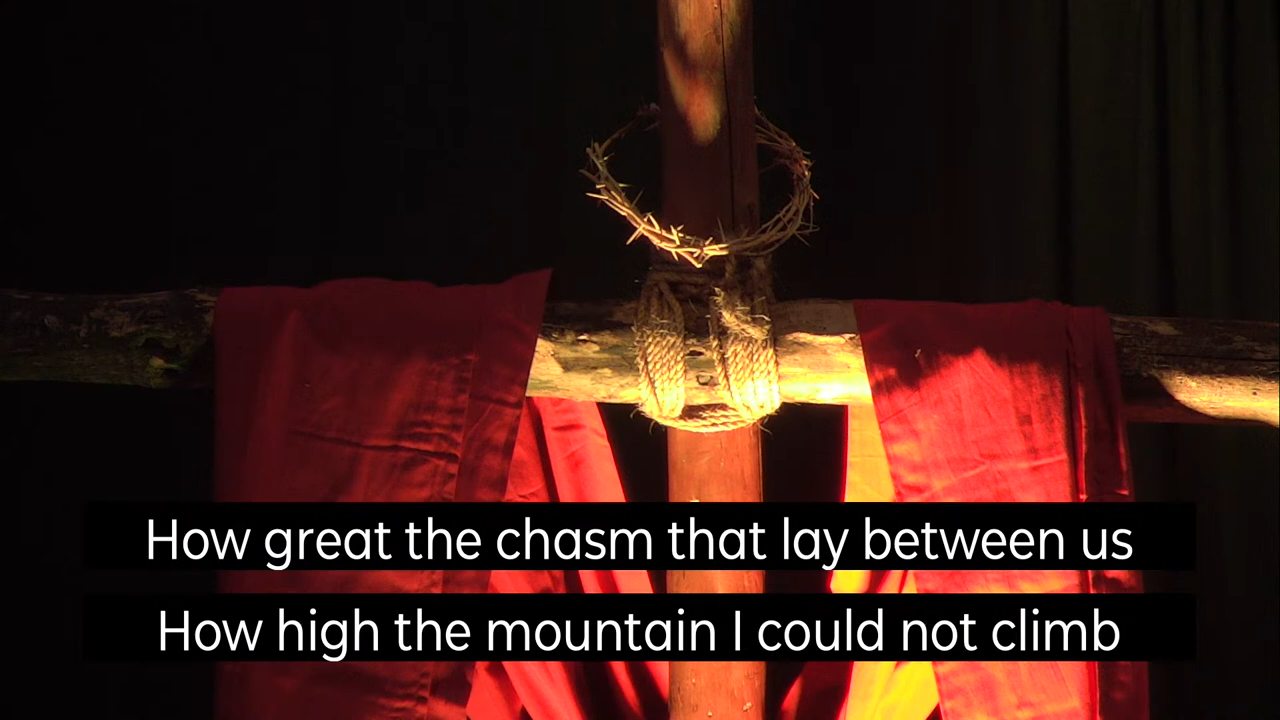 How great the chasm that lay between us
How high the mountain I could not climb